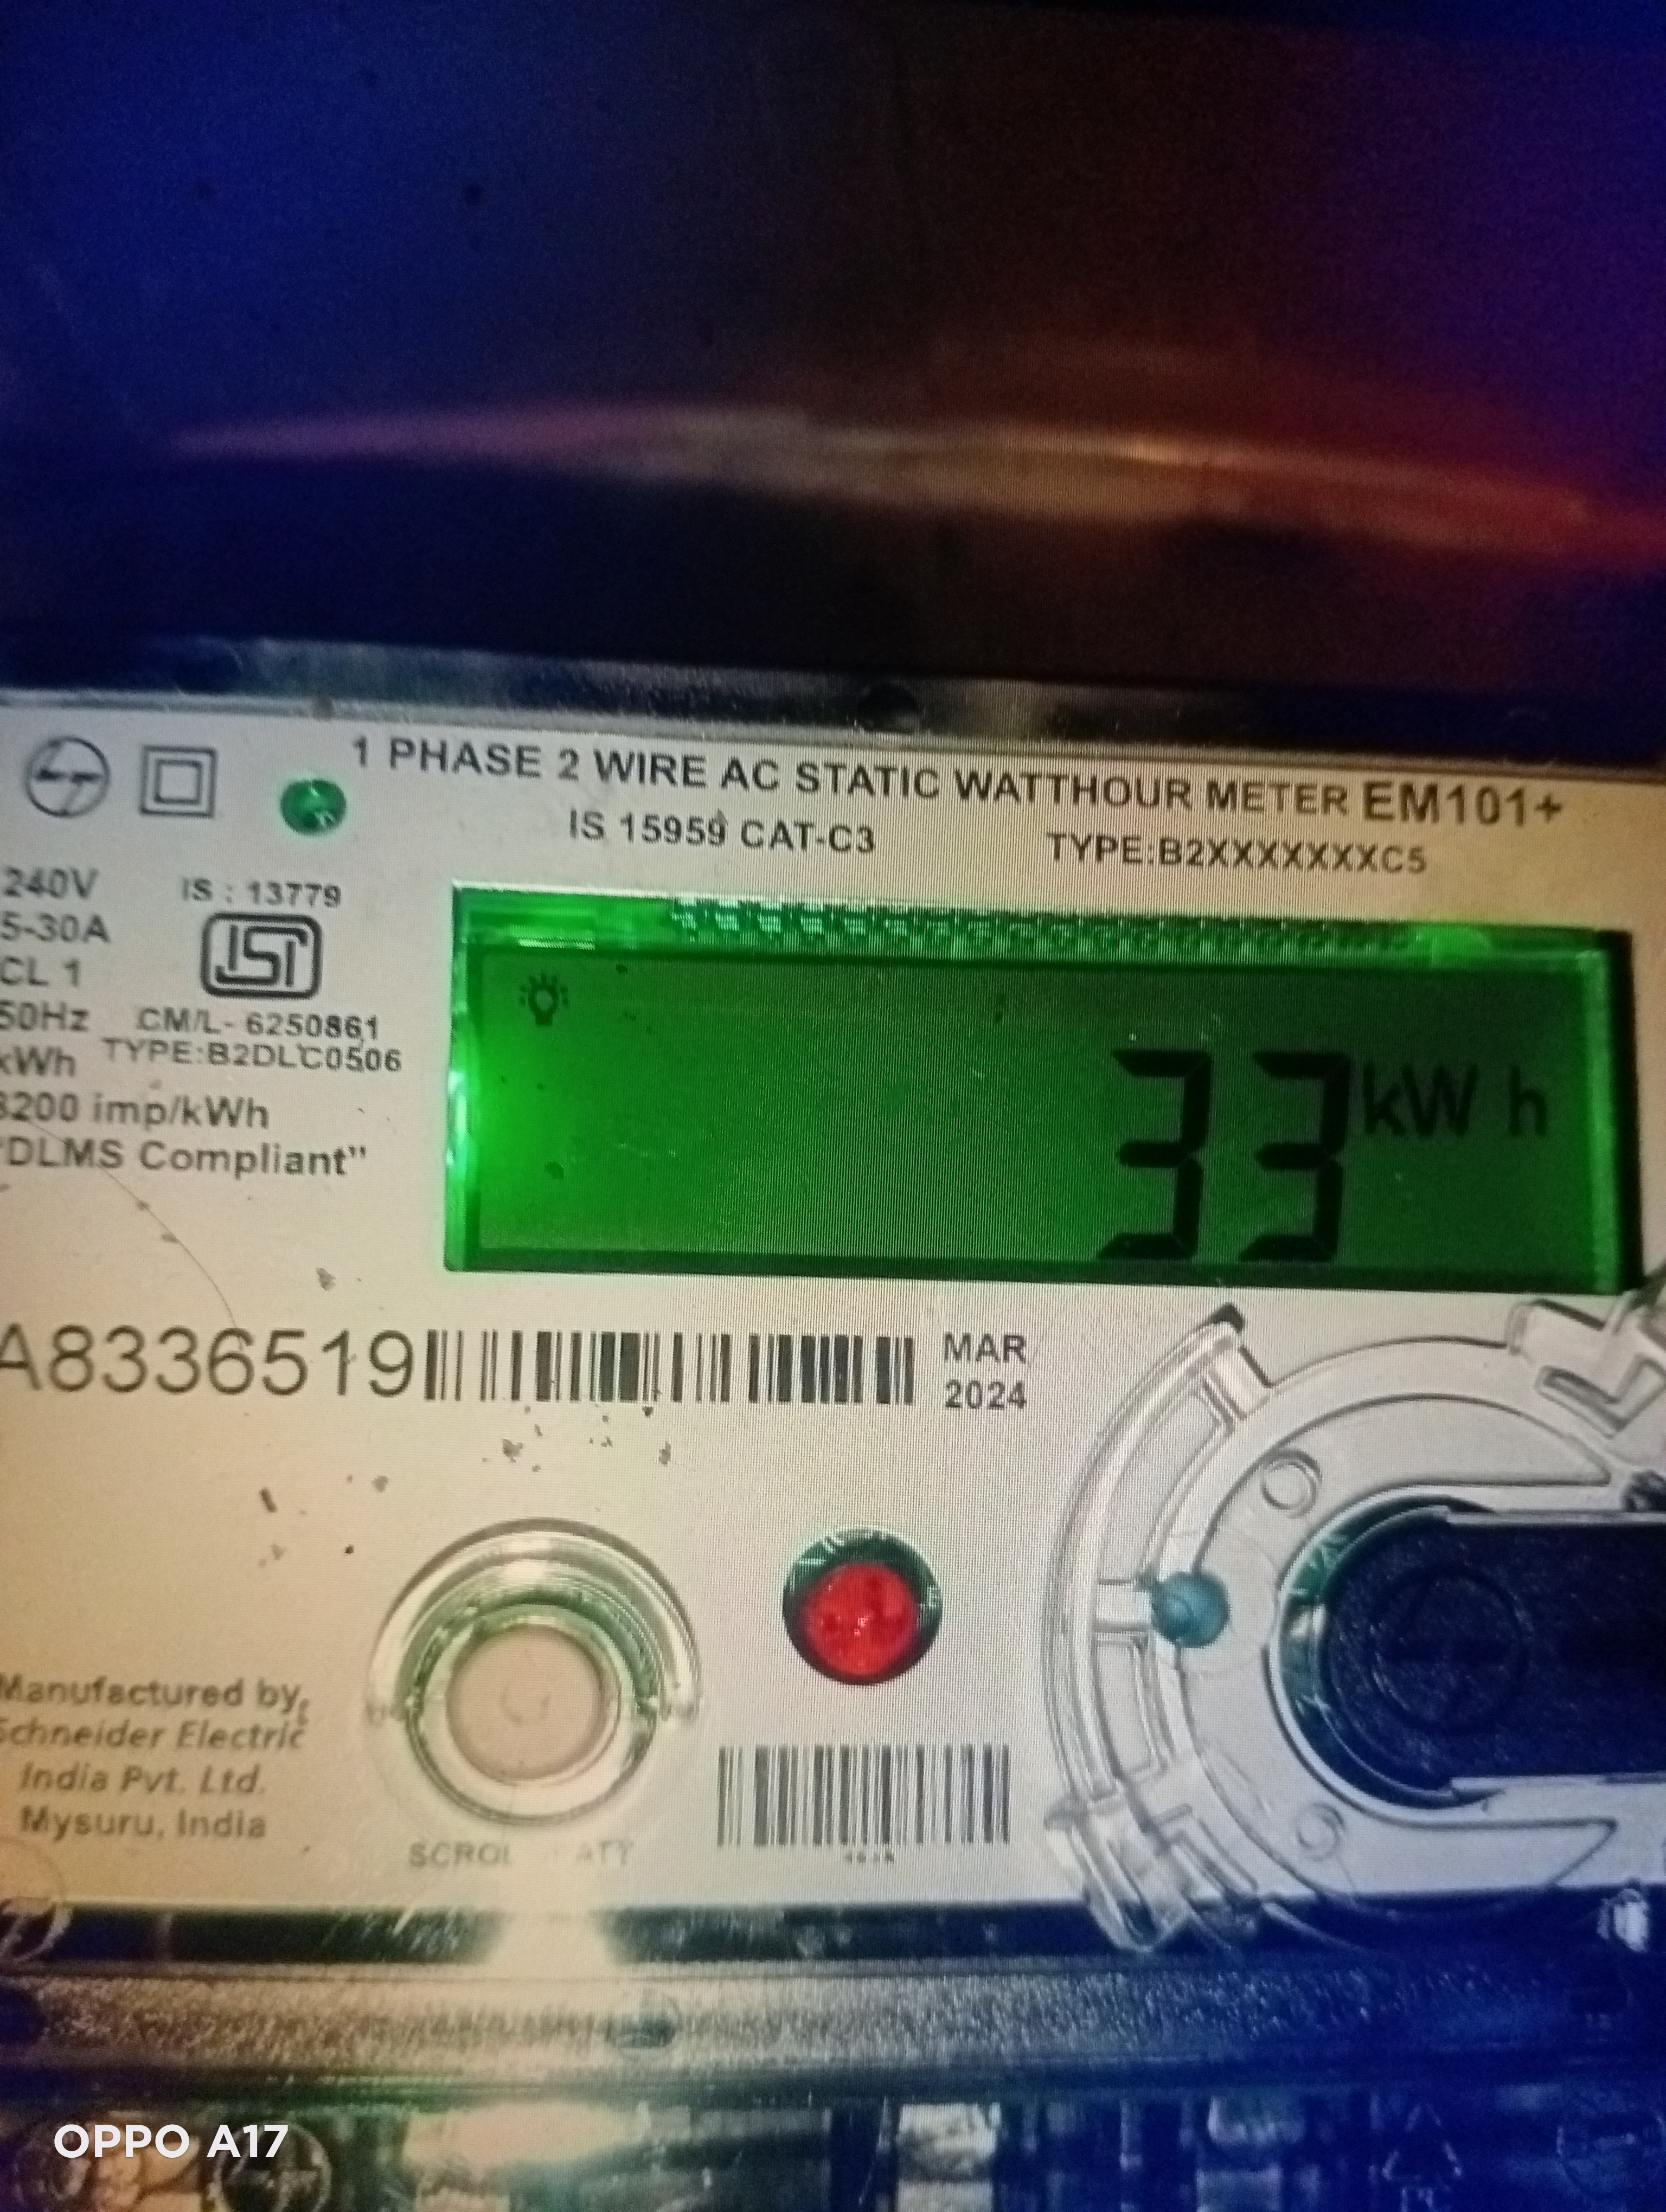 1 PHASE 2 WIRE AC STATIC WATTHOUR METER EM101+
IS 15959 CAT-C3
TYPE:B2XXXXXXXC5
240V
5-30A
CL 1
50Hz
kWh
IS : 13779
ISI
CM/L- 6250861
TYPE:B2DLC0506
3200 imp/kWh
"DLMS Compliant"
33 kWh
A8336519
MAR
2024
Manufactured by,
Schneider Electric
India Pvt. Ltd.
Mysuru, India
OPPO A17